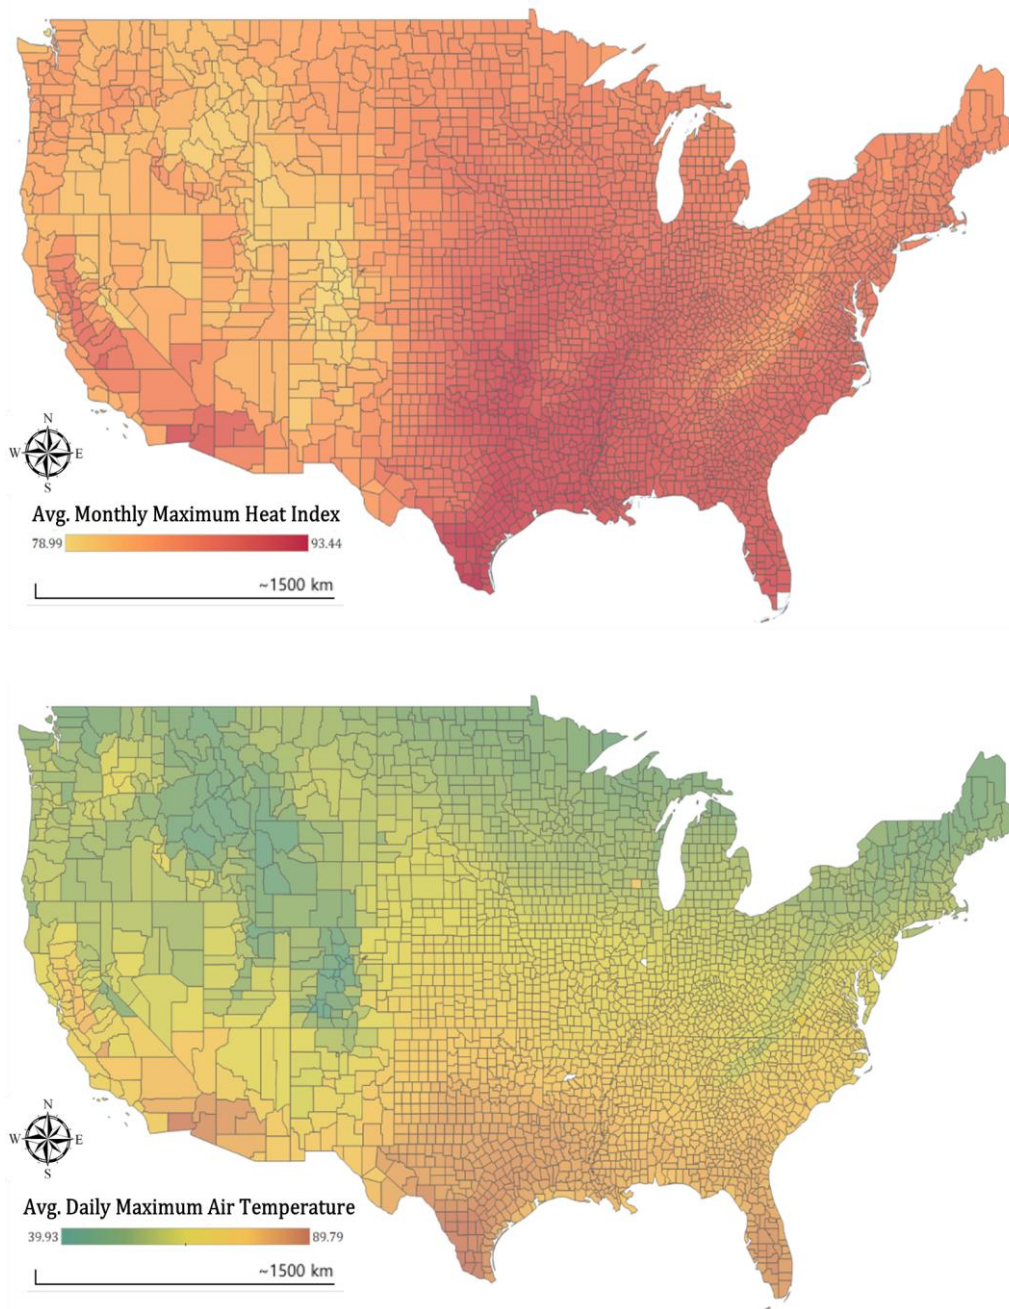 N
W E
S
Avg. Monthly Maximum Heat Index
78.99 93.44
~1500 km
N
W E
S
Avg. Daily Maximum Air Temperature
39.93 89.79
~1500 km